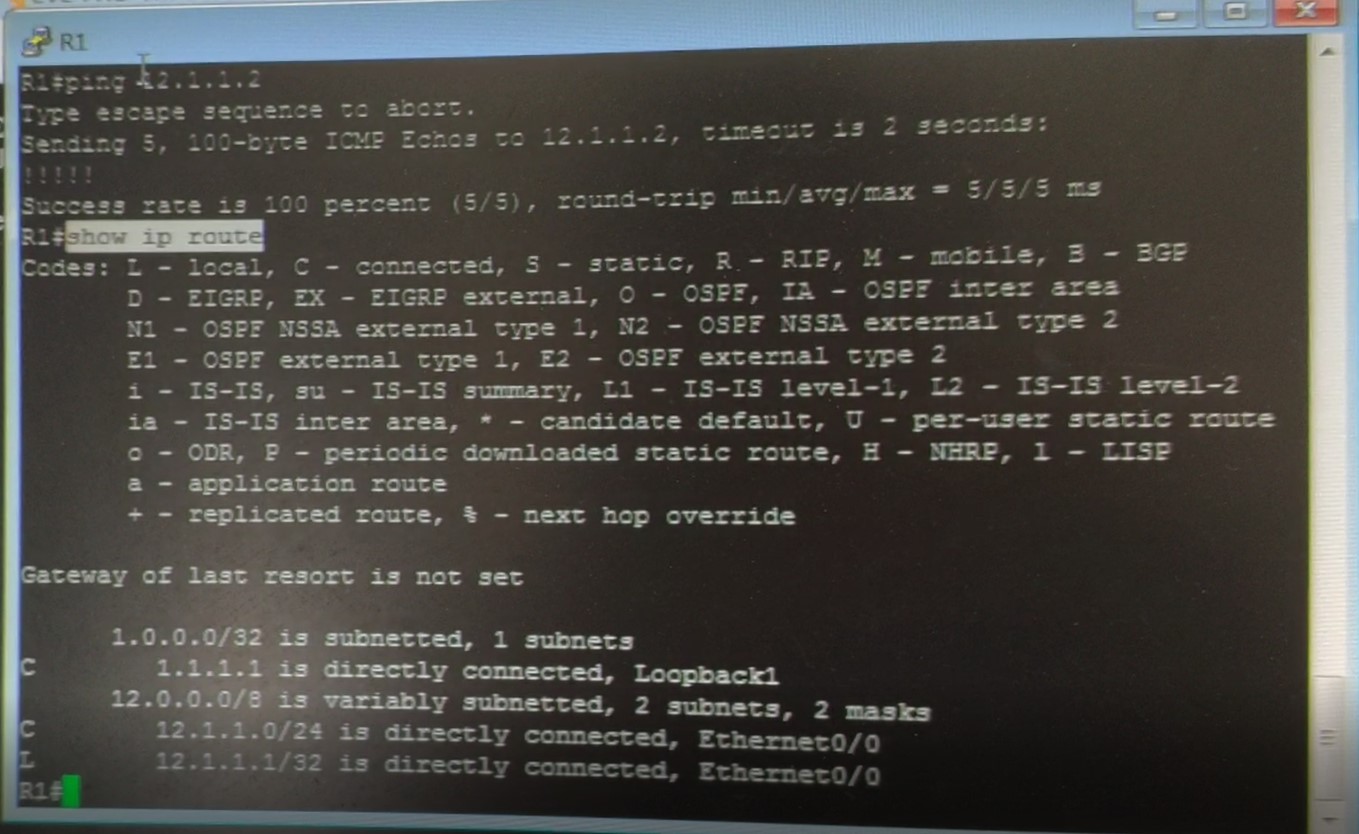 R1
R1#ping 12.1.1.2
Type escape sequence to abort.
Sending 5, 100-byte ICMP Echos to 12.1.1.2, timeout is 2 seconds:
!!!!!
Success rate is 100 percent (5/5), round-trip min/avg/max = 5/5/5 ms
R1#show ip route
Codes: L - local, C - connected, S - static, R - RIP, M - mobile, B - BGP
       D - EIGRP, EX - EIGRP external, O - OSPF, IA - OSPF inter area
       N1 - OSPF NSSA external type 1, N2 - OSPF NSSA external type 2
       E1 - OSPF external type 1, E2 - OSPF external type 2
       i - IS-IS, su - IS-IS summary, L1 - IS-IS level-1, L2 - IS-IS level-2
       ia - IS-IS inter area, * - candidate default, U - per-user static route
       o - ODR, P - periodic downloaded static route, H - NHRP, l - LISP
       a - application route
       + - replicated route, % - next hop override
Gateway of last resort is not set
      1.0.0.0/32 is subnetted, 1 subnets
C        1.1.1.1 is directly connected, Loopback1
      12.0.0.0/8 is variably subnetted, 2 subnets, 2 masks
C        12.1.1.0/24 is directly connected, Ethernet0/0
L        12.1.1.1/32 is directly connected, Ethernet0/0
R1#